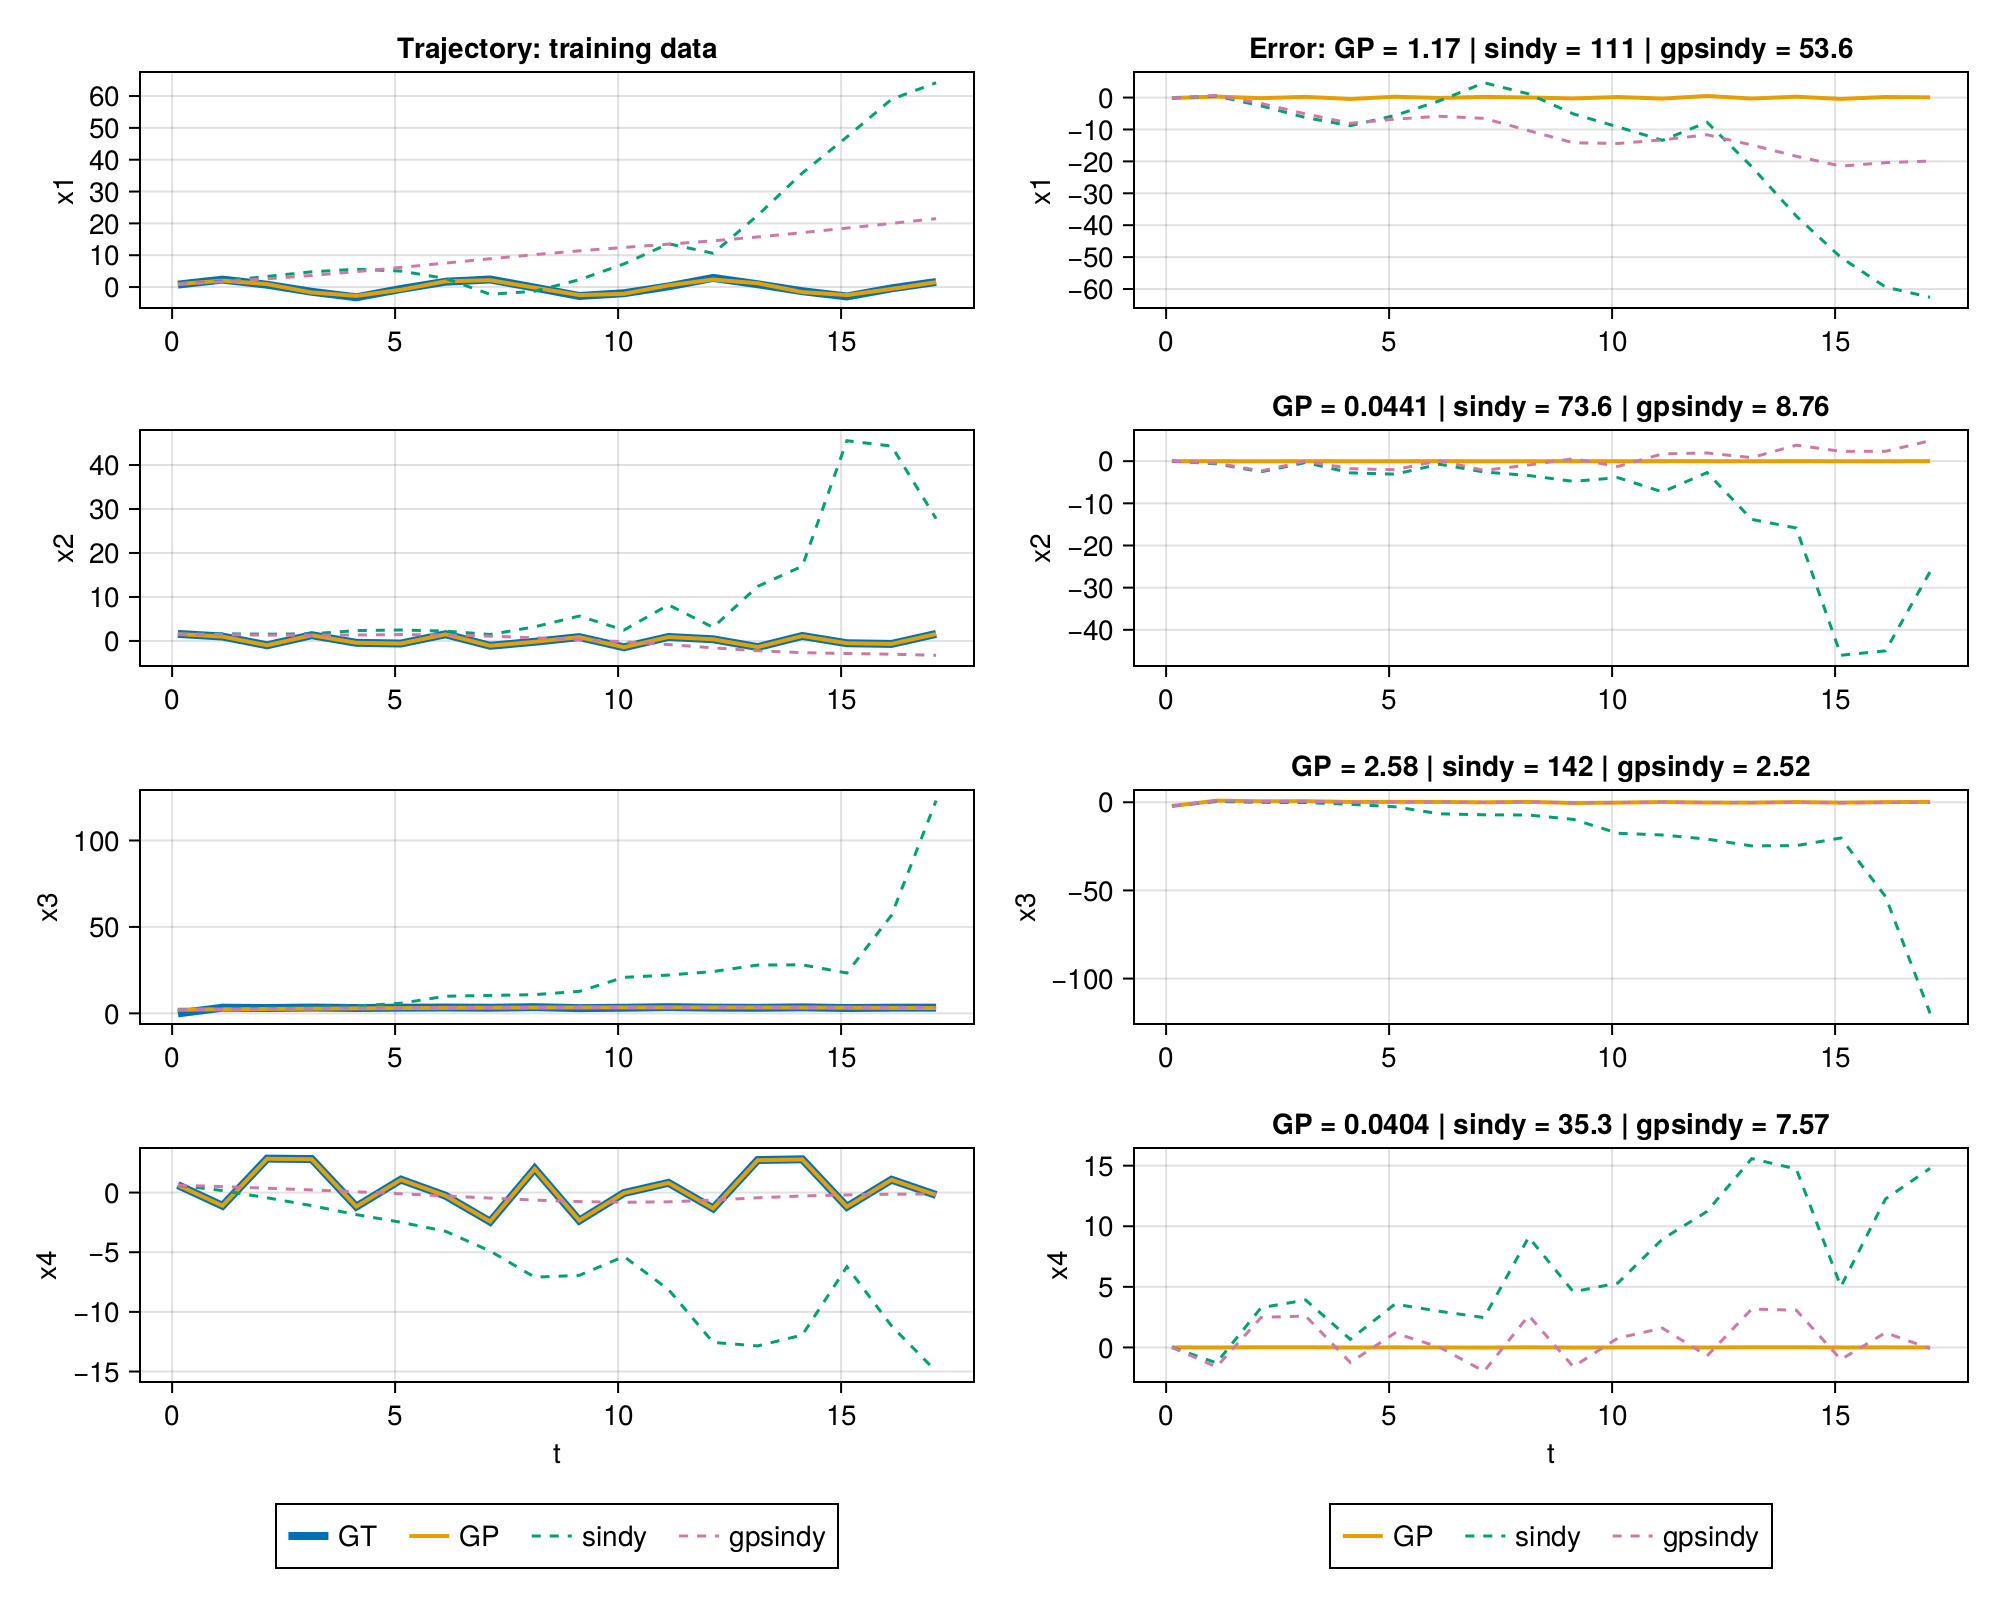 Trajectory: training data
x1
60
50
40
30
20
10
0
0 5 10 15
Error: GP = 1.17 | sindy = 111 | gpsindy = 53.6
x1
0
−10
−20
−30
−40
−50
−60
0 5 10 15
x2
40
30
20
10
0
0 5 10 15
GP = 0.0441 | sindy = 73.6 | gpsindy = 8.76
x2
0
−10
−20
−30
−40
0 5 10 15
x3
100
50
0
0 5 10 15
GP = 2.58 | sindy = 142 | gpsindy = 2.52
x3
0
−50
−100
0 5 10 15
x4
0
−5
−10
−15
0 5 10 15
t
GP = 0.0404 | sindy = 35.3 | gpsindy = 7.57
x4
15
10
5
0
0 5 10 15
t
GT GP sindy gpsindy
GP sindy gpsindy